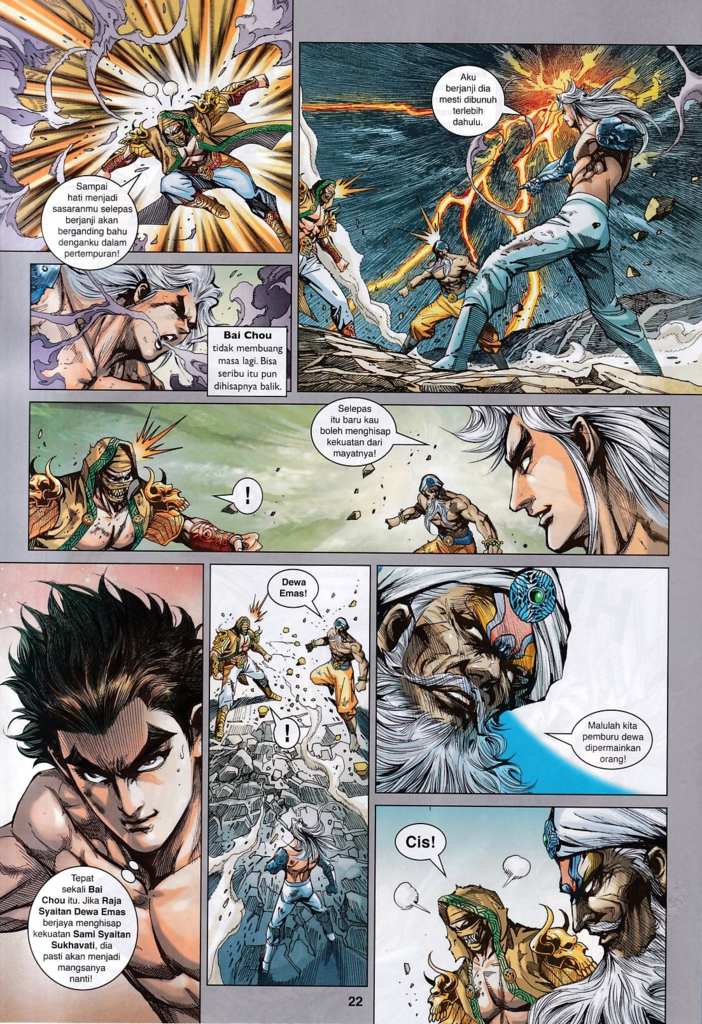 Sampai
hati menjadi
sasaranmu selepas
berjanji akan
berganding bahu
denganku dalam
pertempuran!
Aku
berjanji dia
mesti dibunuh
terlebih
dahulu.
Bai Chou
tidak membuang
masa lagi. Bisa
seribu itu pun
dihisapnya balik.
Selepas
itu baru kau
boleh menghisap
kekuatan dari
mayatnya!
!
Tepat
sekali Bai
Chou itu. Jika Raja
Syaitan Dewa Emas
berjaya menghisap
kekuatan Sami Syaitan
Sukhavati, dia
pasti akan menjadi
mangsanya
nanti!
Dewa
Emas!
!
Malulah kita
pemburu dewa
dipermainkan
orang!
Cis!
22